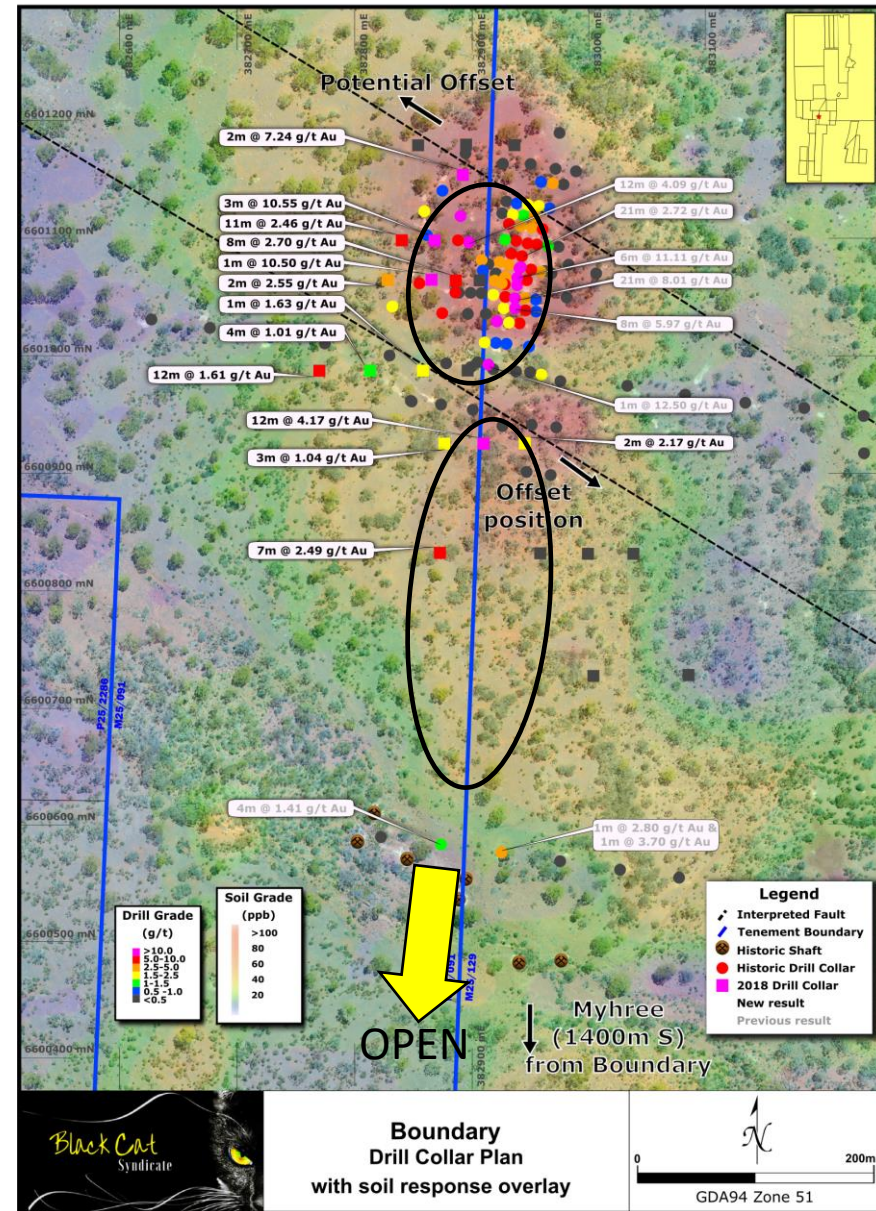 382600 mE
382700 mE
382800 mE
382900 mE
383000 mE
383100 mE
Potential Offset
6601200 mN
2m @ 7.24 g/t Au
12m @ 4.09 g/t Au
3m @ 10.55 g/t Au
21m @ 2.72 g/t Au
11m @ 2.46 g/t Au
6601100 mN
8m @ 2.70 g/t Au
6m @ 11.11 g/t Au
1m @ 10.50 g/t Au
21m @ 8.01 g/t Au
2m @ 2.55 g/t Au
1m @ 1.63 g/t Au
8m @ 5.97 g/t Au
4m @ 1.01 g/t Au
6601000 mN
12m @ 1.61 g/t Au
1m @ 12.50 g/t Au
12m @ 4.17 g/t Au
2m @ 2.17 g/t Au
3m @ 1.04 g/t Au
6600900 mN
Offset
position
7m @ 2.49 g/t Au
6600800 mN
P25/2286
M25/091
6600700 mN
4m @ 1.41 g/t Au
6600600 mN
1m @ 2.80 g/t Au &
1m @ 3.70 g/t Au
Drill Grade
(g/t)
>10.0
5.0-10.0
2.5-5.0
1.5-2.5
1-1.5
0.5 -1.0
<0.5
Soil Grade
(ppb)
>100
80
60
40
20
Legend
Interpreted Fault
Tenement Boundary
Historic Shaft
Historic Drill Collar
2018 Drill Collar
New result
Previous result
6600500 mN
/091
M25/129
OPEN
Myhree
(1400m S)
from Boundary
6600400 mN
382900 mE
Black Cat
Syndicate
Boundary
Drill Collar Plan
with soil response overlay
N
0
200m
GDA94 Zone 51